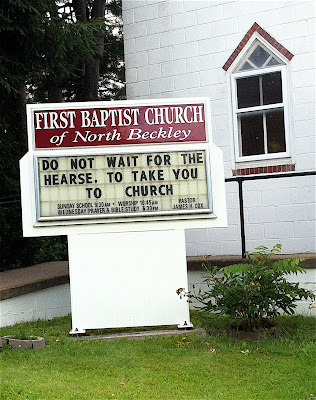 FIRST BAPTIST CHURCH
of North Beckley
DO NOT WAIT FOR THE
HEARSE, TO TAKE YOU
TO CHURCH
SUNDAY SCHOOL 9:30AM • WORSHIP 10:45AM
WEDNESDAY PRAYER & BIBLE STUDY 6:30PM
PASTOR
JAMES H. COX